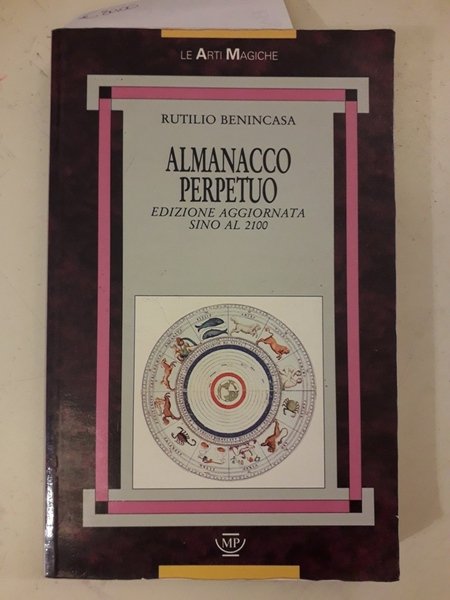 LE ARTI MAGICHE
RUTILIO BENINCASA
ALMANACCO
PERPETUO
EDIZIONE AGGIORNATA
SINO AL 2100
MP